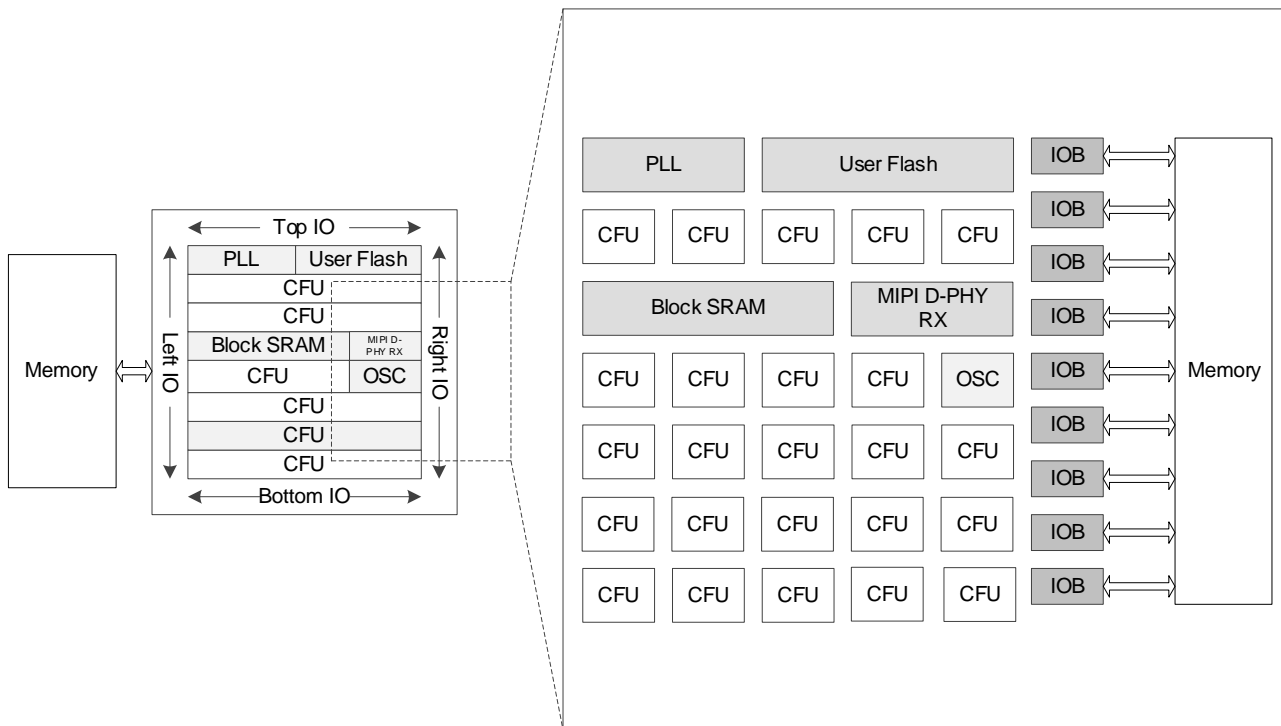 Memory
Top IO
Left IO
PLL
User Flash
CFU
CFU
Block SRAM
MIPI D-
PHY RX
CFU
OSC
CFU
CFU
CFU
Right IO
Bottom IO
PLL
User Flash
IOB
CFU CFU CFU CFU CFU
IOB
IOB
Block SRAM
MIPI D-PHY
RX
IOB
CFU CFU CFU CFU OSC
IOB
Memory
CFU CFU CFU CFU CFU
IOB
IOB
CFU CFU CFU CFU CFU
IOB
CFU CFU CFU CFU CFU
IOB